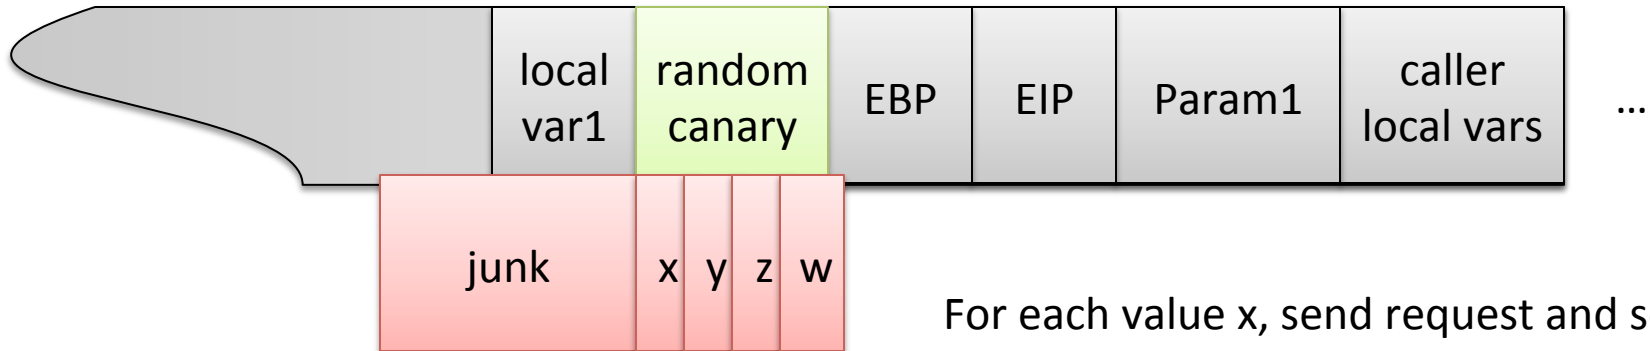 local
var1
random
canary
EBP
EIP
Param1
caller
local vars
...
junk
x
y
z
w
For each value x, send request and s